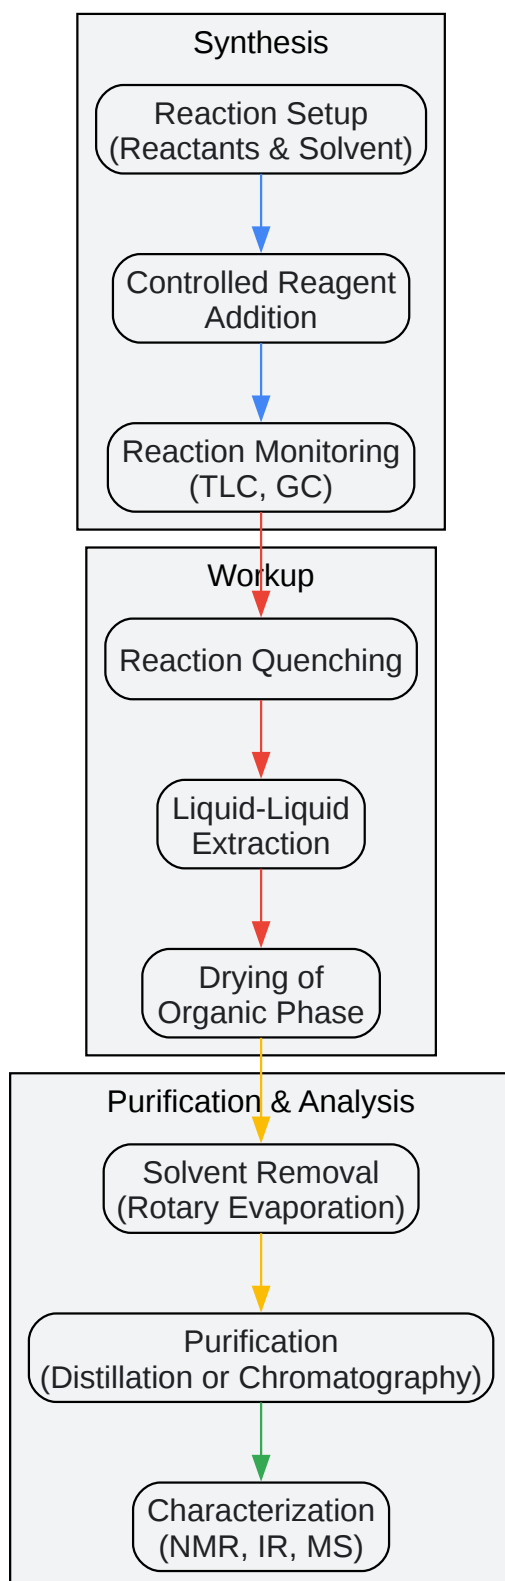 Synthesis
Reaction Setup
(Reactants & Solvent)
Controlled Reagent
Addition
Reaction Monitoring
(TLC, GC)
Workup
Reaction Quenching
Liquid-Liquid
Extraction
Drying of
Organic Phase
Purification & Analysis
Solvent Removal
(Rotary Evaporation)
Purification
(Distillation or Chromatography)
Characterization
(NMR, IR, MS)